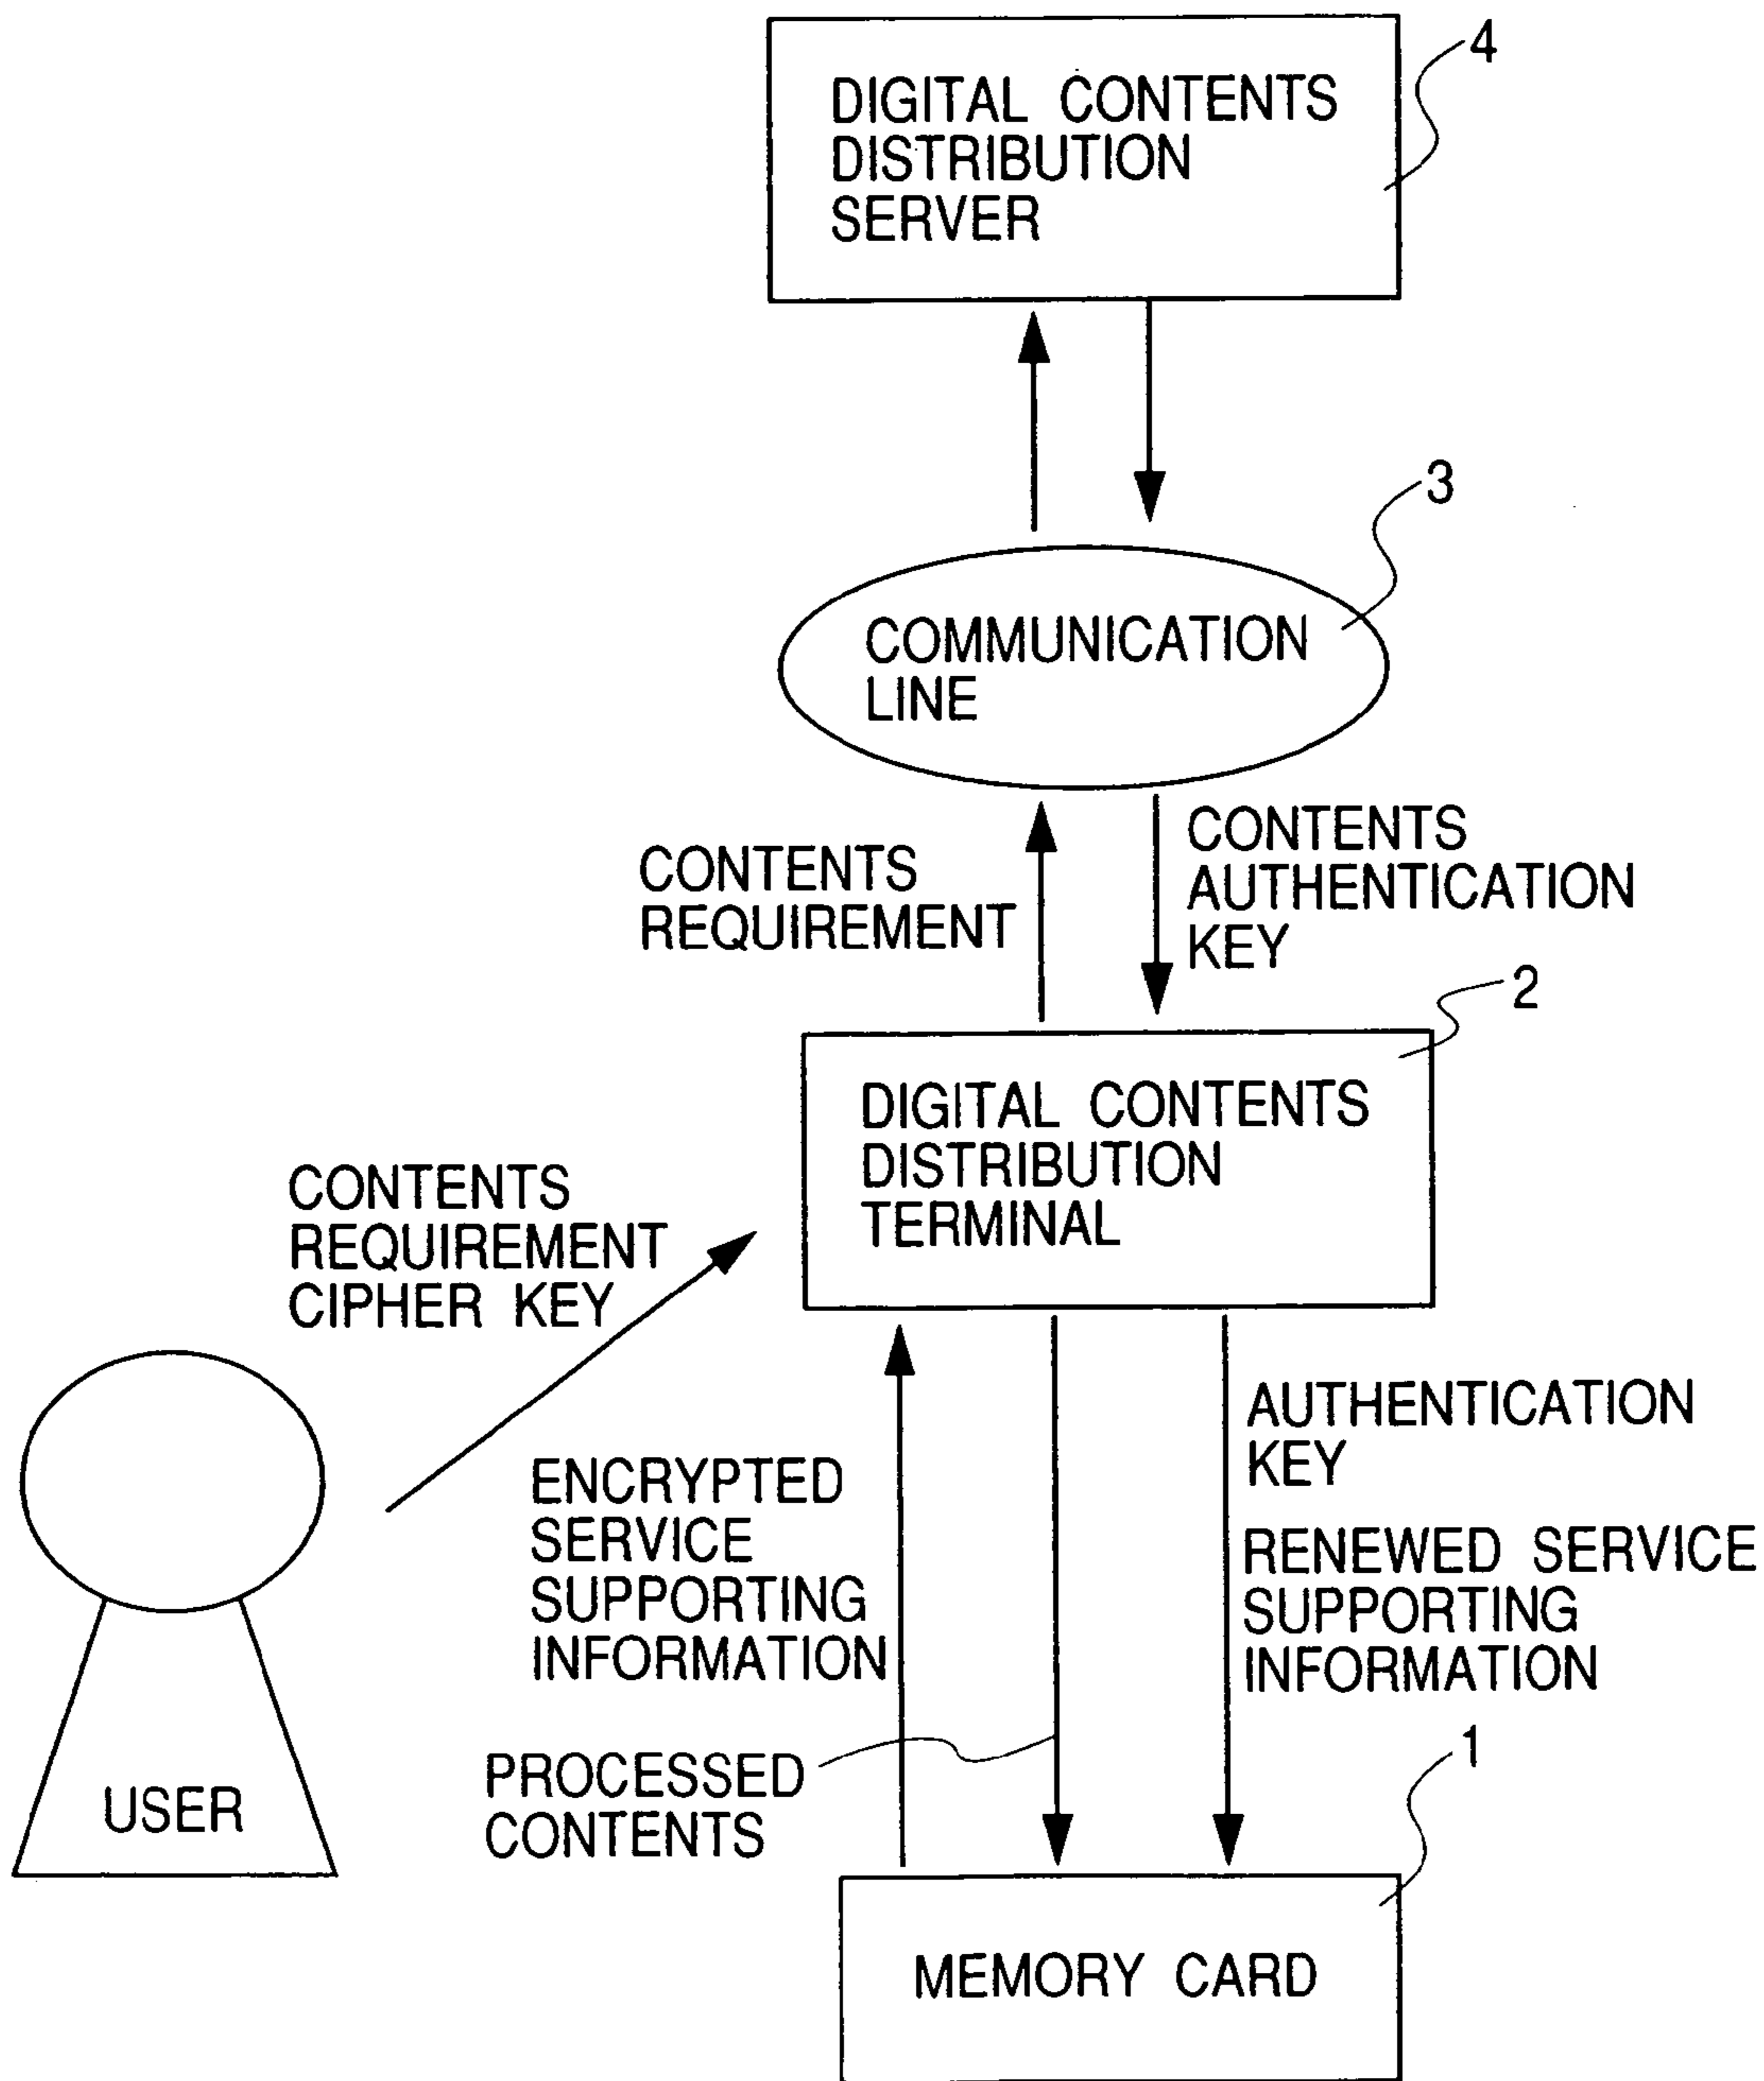 4
DIGITAL CONTENTS
DISTRIBUTION
SERVER
3
COMMUNICATION
LINE
CONTENTS
REQUIREMENT
CONTENTS
AUTHENTICATION
KEY
2
DIGITAL CONTENTS
DISTRIBUTION
TERMINAL
CONTENTS
REQUIREMENT
CIPHER KEY
AUTHENTICATION
KEY
ENCRYPTED
SERVICE
SUPPORTING
INFORMATION
RENEWED SERVICE
SUPPORTING
INFORMATION
1
PROCESSED
CONTENTS
USER
MEMORY CARD